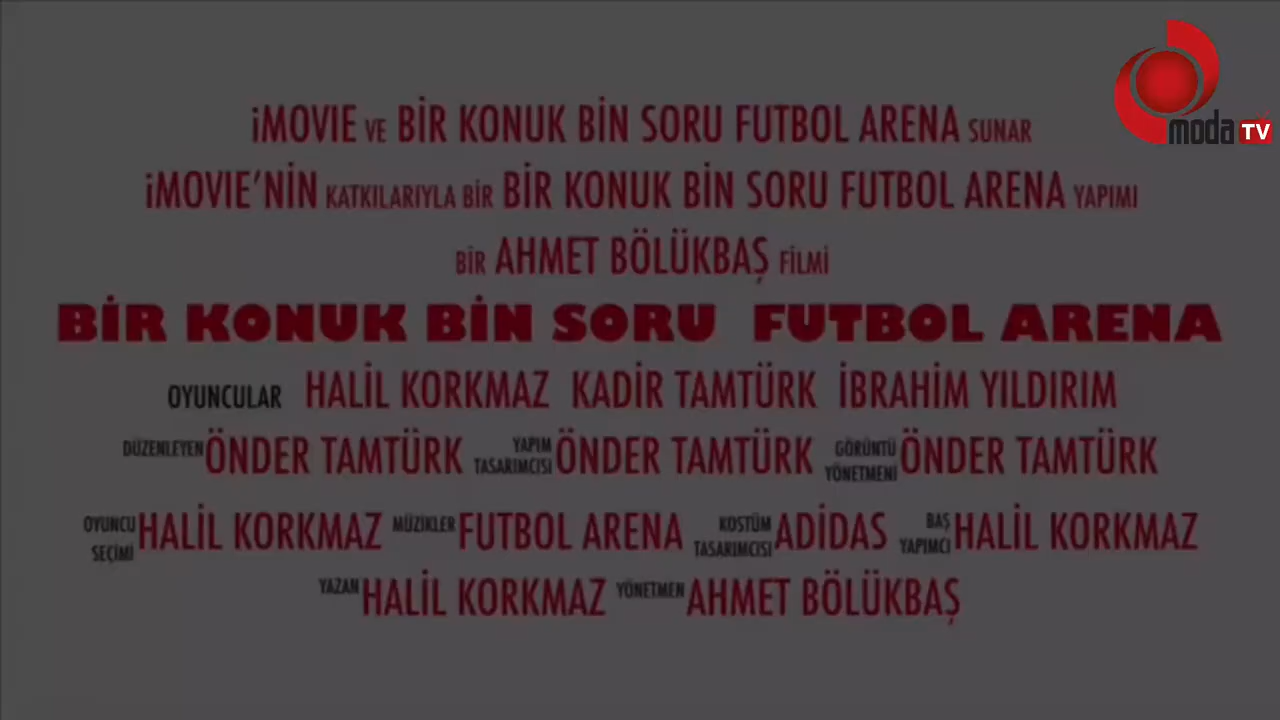 moda TV
iMOVIE VE BİR KONUK BİN SORU FUTBOL ARENA SUNAR
iMOVIE'NİN KATKILARIYLA BİR BİR KONUK BİN SORU FUTBOL ARENA YAPIMI
BİR AHMET BÖLÜKBAŞ FİLMİ
BİR KONUK BİN SORU FUTBOL ARENA
OYUNCULAR HALİL KORKMAZ KADİR TAMTÜRK İBRAHİM YILDIRIM
DÜZENLEYEN ÖNDER TAMTÜRK YAPIM TASARIMCISI ÖNDER TAMTÜRK GÖRÜNTÜ YÖNETMENİ ÖNDER TAMTÜRK
OYUNCU SEÇİMİ HALİL KORKMAZ MÜZİKLER FUTBOL ARENA KOSTÜM TASARIMCISI ADİDAS BAŞ YAPIMCI HALİL KORKMAZ
YAZAN HALİL KORKMAZ YÖNETMEN AHMET BÖLÜKBAŞ